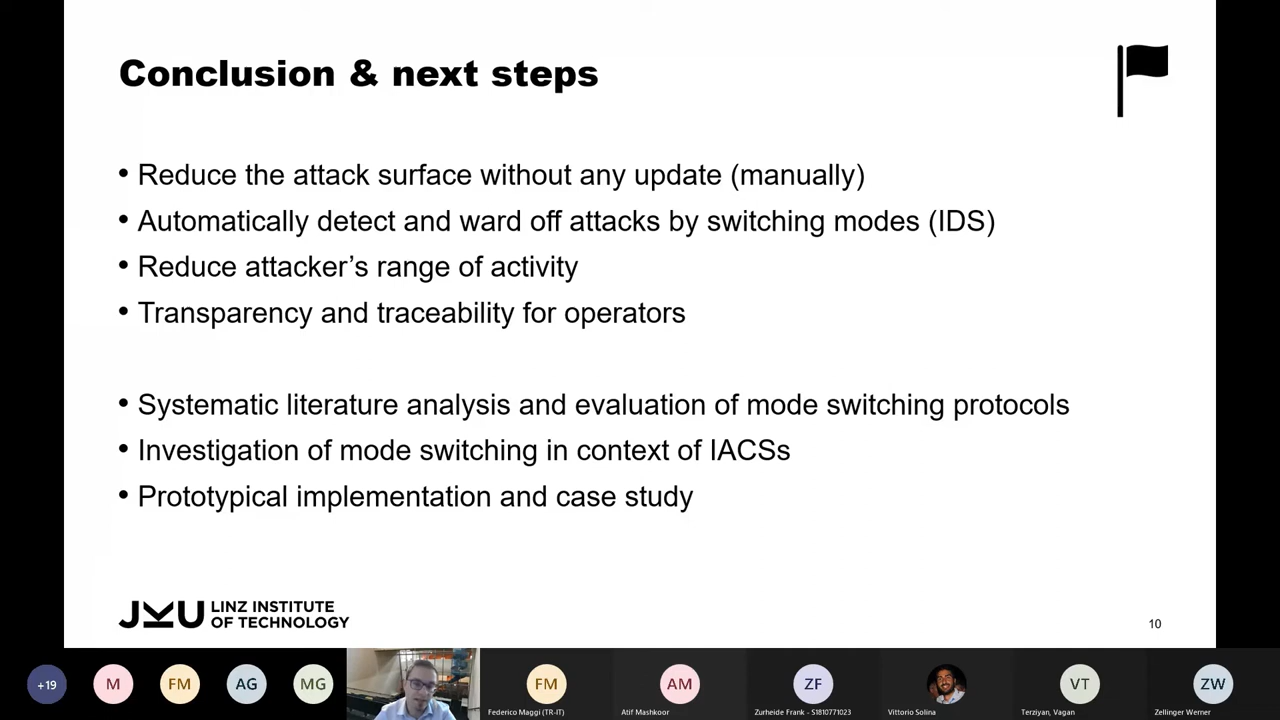 Conclusion & next steps
• Reduce the attack surface without any update (manually)
• Automatically detect and ward off attacks by switching modes (IDS)
• Reduce attacker’s range of activity
• Transparency and traceability for operators
• Systematic literature analysis and evaluation of mode switching protocols
• Investigation of mode switching in context of IACSs
• Prototypical implementation and case study
JKU LINZ INSTITUTE
OF TECHNOLOGY
10
+19
M
FM
AG
MG
FM
AM
ZF
VT
ZW
Federico Maggi (TR-IT)
Atif Mashkoor
Zurheide Frank - S1810771023
Vittorio Solina
Terziyan, Vagan
Zellinger Werner